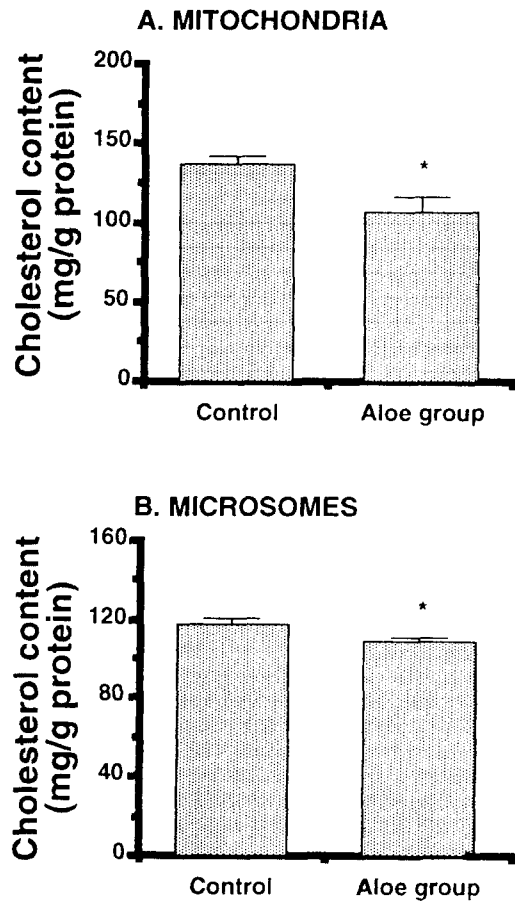 A. MITOCHONDRIA
Cholesterol content
(mg/g protein)
200
150
100
50
0
*
Control
Aloe group
B. MICROSOMES
Cholesterol content
(mg/g protein)
160
120
80
40
0
*
Control
Aloe group